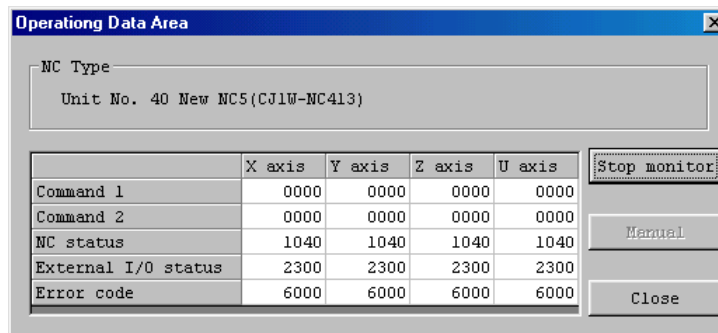 Operationg Data Area
NC Type
Unit No. 40 New NC5(CJ1W-NC413)
X axis Y axis Z axis U axis
Command 1 0000 0000 0000 0000
Command 2 0000 0000 0000 0000
NC status 1040 1040 1040 1040
External I/O status 2300 2300 2300 2300
Error code 6000 6000 6000 6000
Stop monitor
Manual
Close